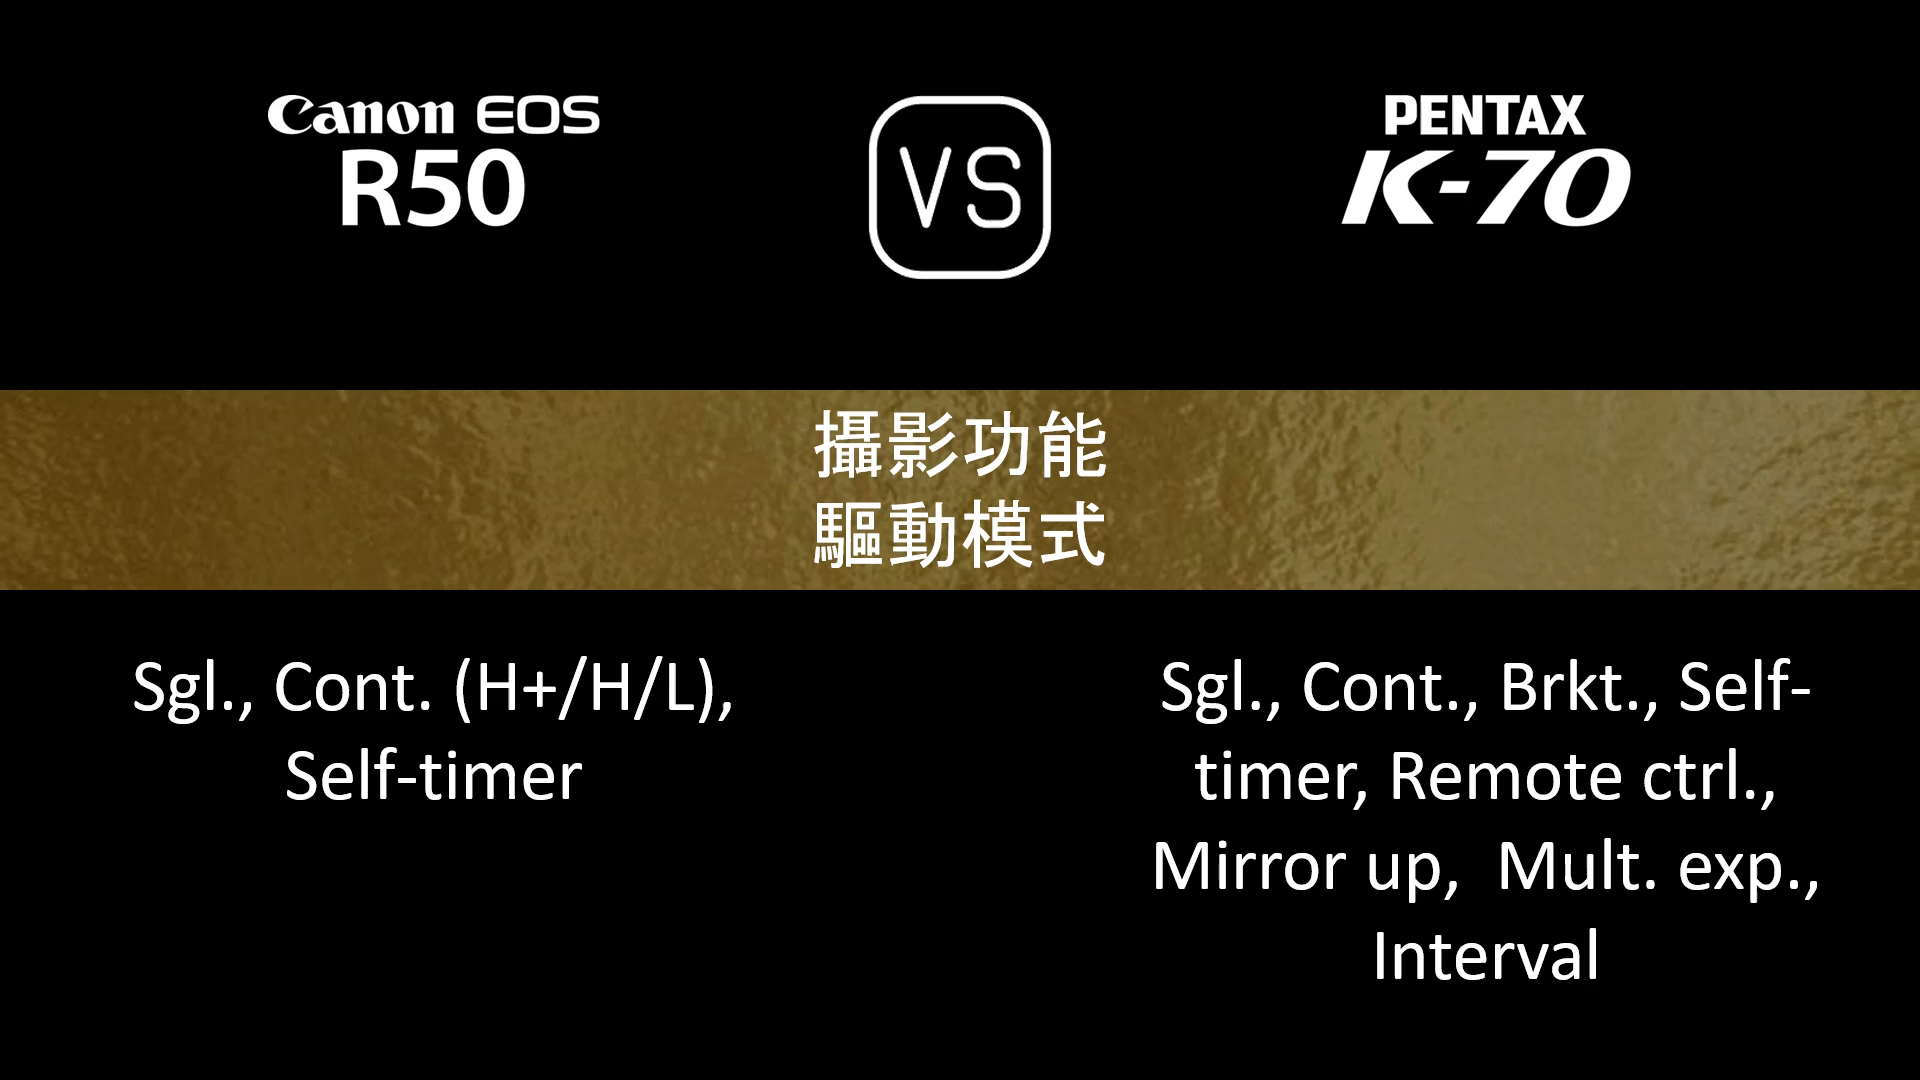 Canon EOS
R50
VS
PENTAX
K-70
攝影功能
驅動模式
Sgl., Cont. (H+/H/L),
Self-timer
Sgl., Cont., Brkt., Self-
timer, Remote ctrl.,
Mirror up,  Mult. exp.,
Interval